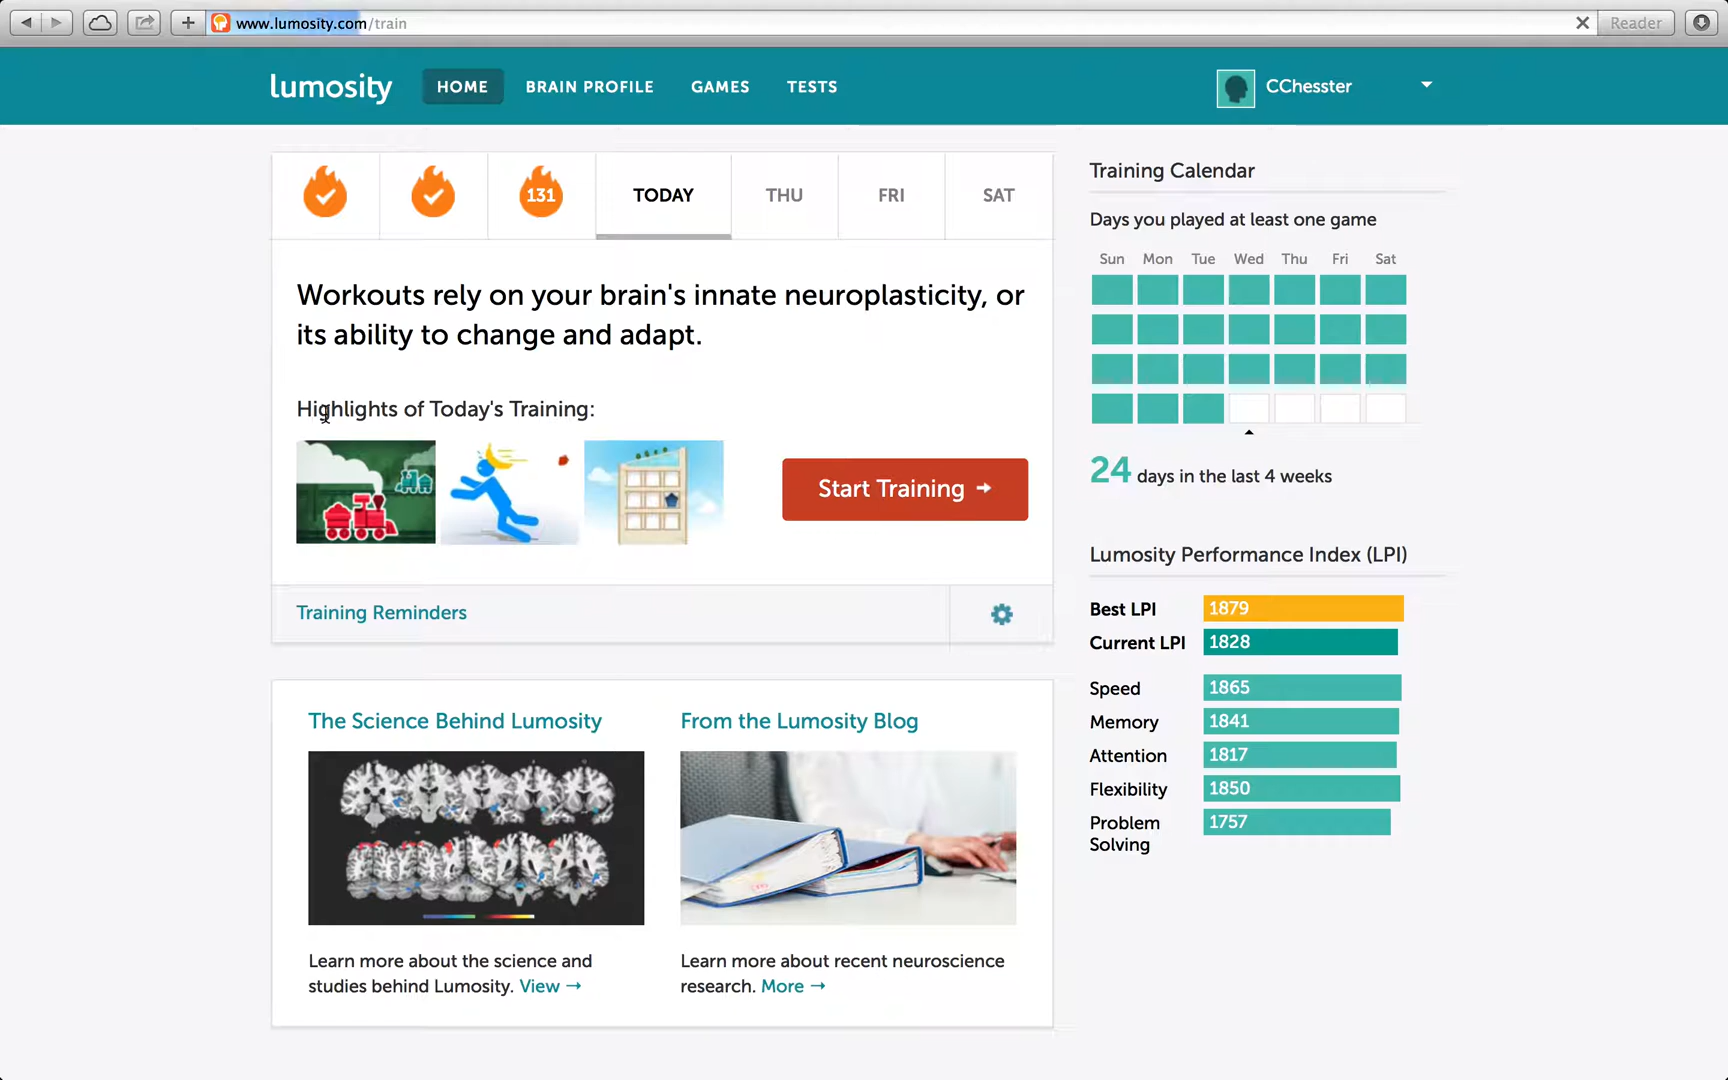 www.lumosity.com/train
Reader
lumosity
HOME
BRAIN PROFILE
GAMES
TESTS
CChesster
131
TODAY
THU
FRI
SAT
Workouts rely on your brain's innate neuroplasticity, or
its ability to change and adapt.
Highlights of Today's Training:
Start Training →
Training Reminders
The Science Behind Lumosity
Learn more about the science and
studies behind Lumosity. View →
From the Lumosity Blog
Learn more about recent neuroscience
research. More →
Training Calendar
Days you played at least one game
Sun Mon Tue Wed Thu Fri Sat
24 days in the last 4 weeks
Lumosity Performance Index (LPI)
Best LPI 1879
Current LPI 1828
Speed 1865
Memory 1841
Attention 1817
Flexibility 1850
Problem 1757
Solving